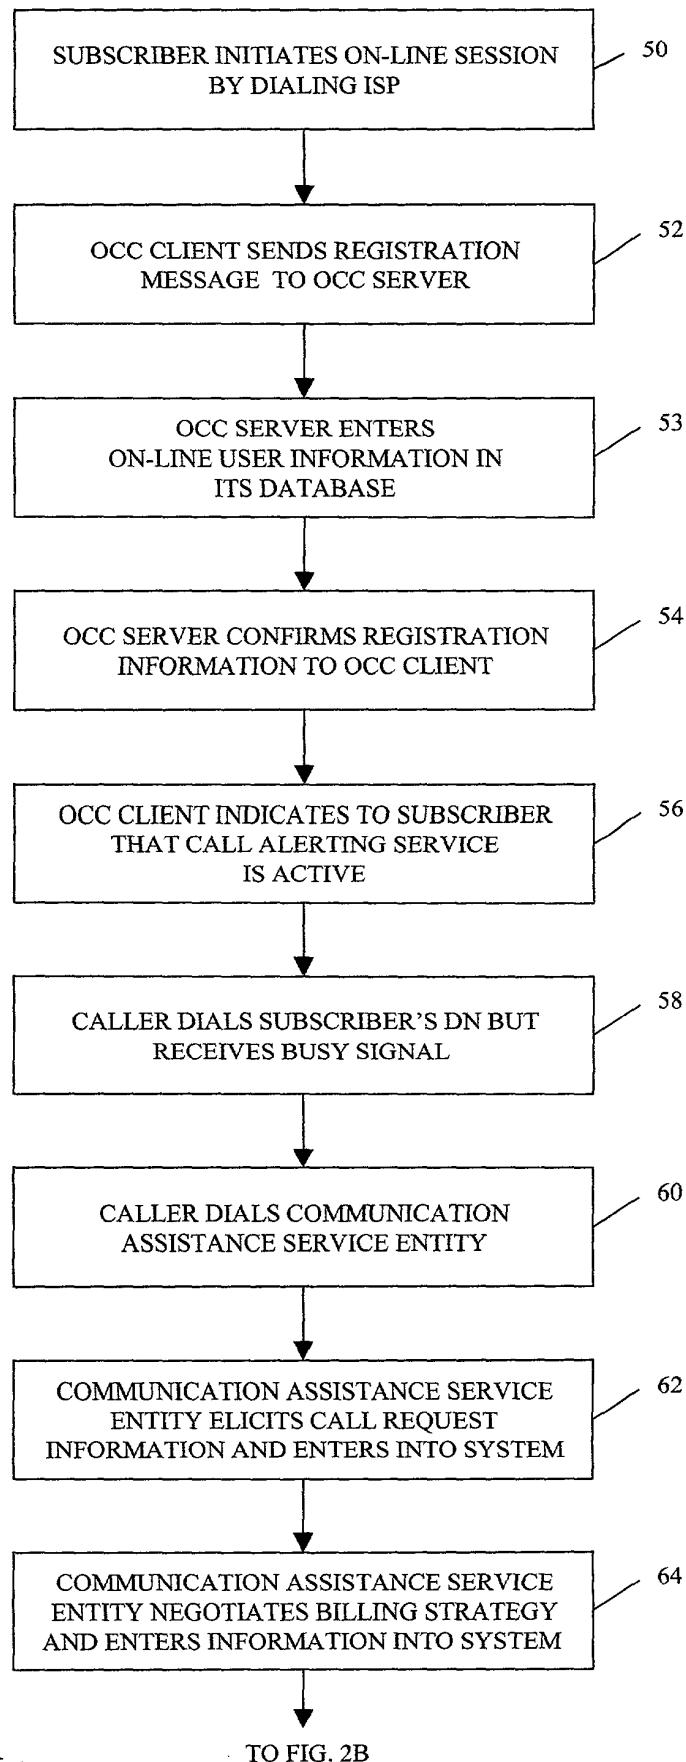 SUBSCRIBER INITIATES ON-LINE SESSION
BY DIALING ISP
50
OCC CLIENT SENDS REGISTRATION
MESSAGE TO OCC SERVER
52
OCC SERVER ENTERS
ON-LINE USER INFORMATION IN
ITS DATABASE
53
OCC SERVER CONFIRMS REGISTRATION
INFORMATION TO OCC CLIENT
54
OCC CLIENT INDICATES TO SUBSCRIBER
THAT CALL ALERTING SERVICE
IS ACTIVE
56
CALLER DIALS SUBSCRIBER'S DN BUT
RECEIVES BUSY SIGNAL
58
CALLER DIALS COMMUNICATION
ASSISTANCE SERVICE ENTITY
60
COMMUNICATION ASSISTANCE SERVICE
ENTITY ELICITS CALL REQUEST
INFORMATION AND ENTERS INTO SYSTEM
62
COMMUNICATION ASSISTANCE SERVICE
ENTITY NEGOTIATES BILLING STRATEGY
AND ENTERS INFORMATION INTO SYSTEM
64
TO FIG. 2B